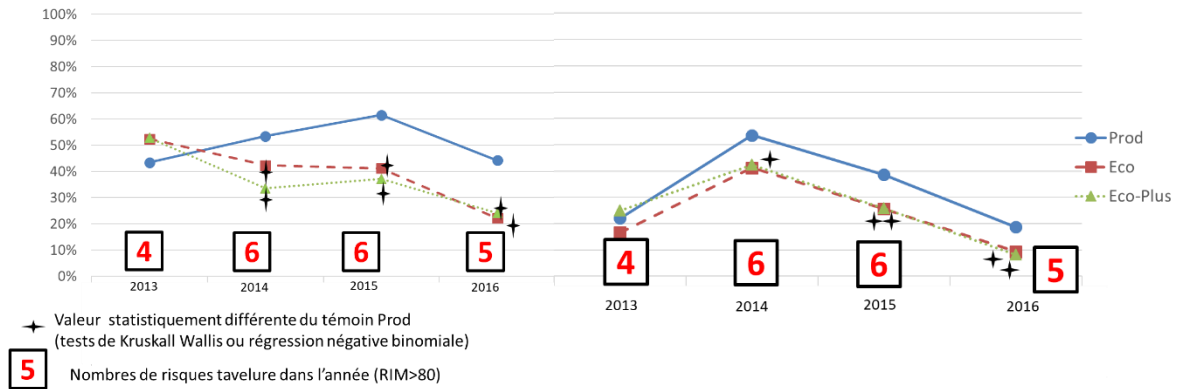 100%
90%
80%
70%
60%
50%
40%
30%
20%
10%
0%
4 6 6 5
2013 2014 2015 2016
4 6 6 5
2013 2014 2015 2016
Prod
Eco
Eco-Plus
Valeur statistiquement différente du témoin Prod
(tests de Kruskall Wallis ou régression négative binomiale)
5 Nombres de risques tavelure dans l'année (RIM>80)